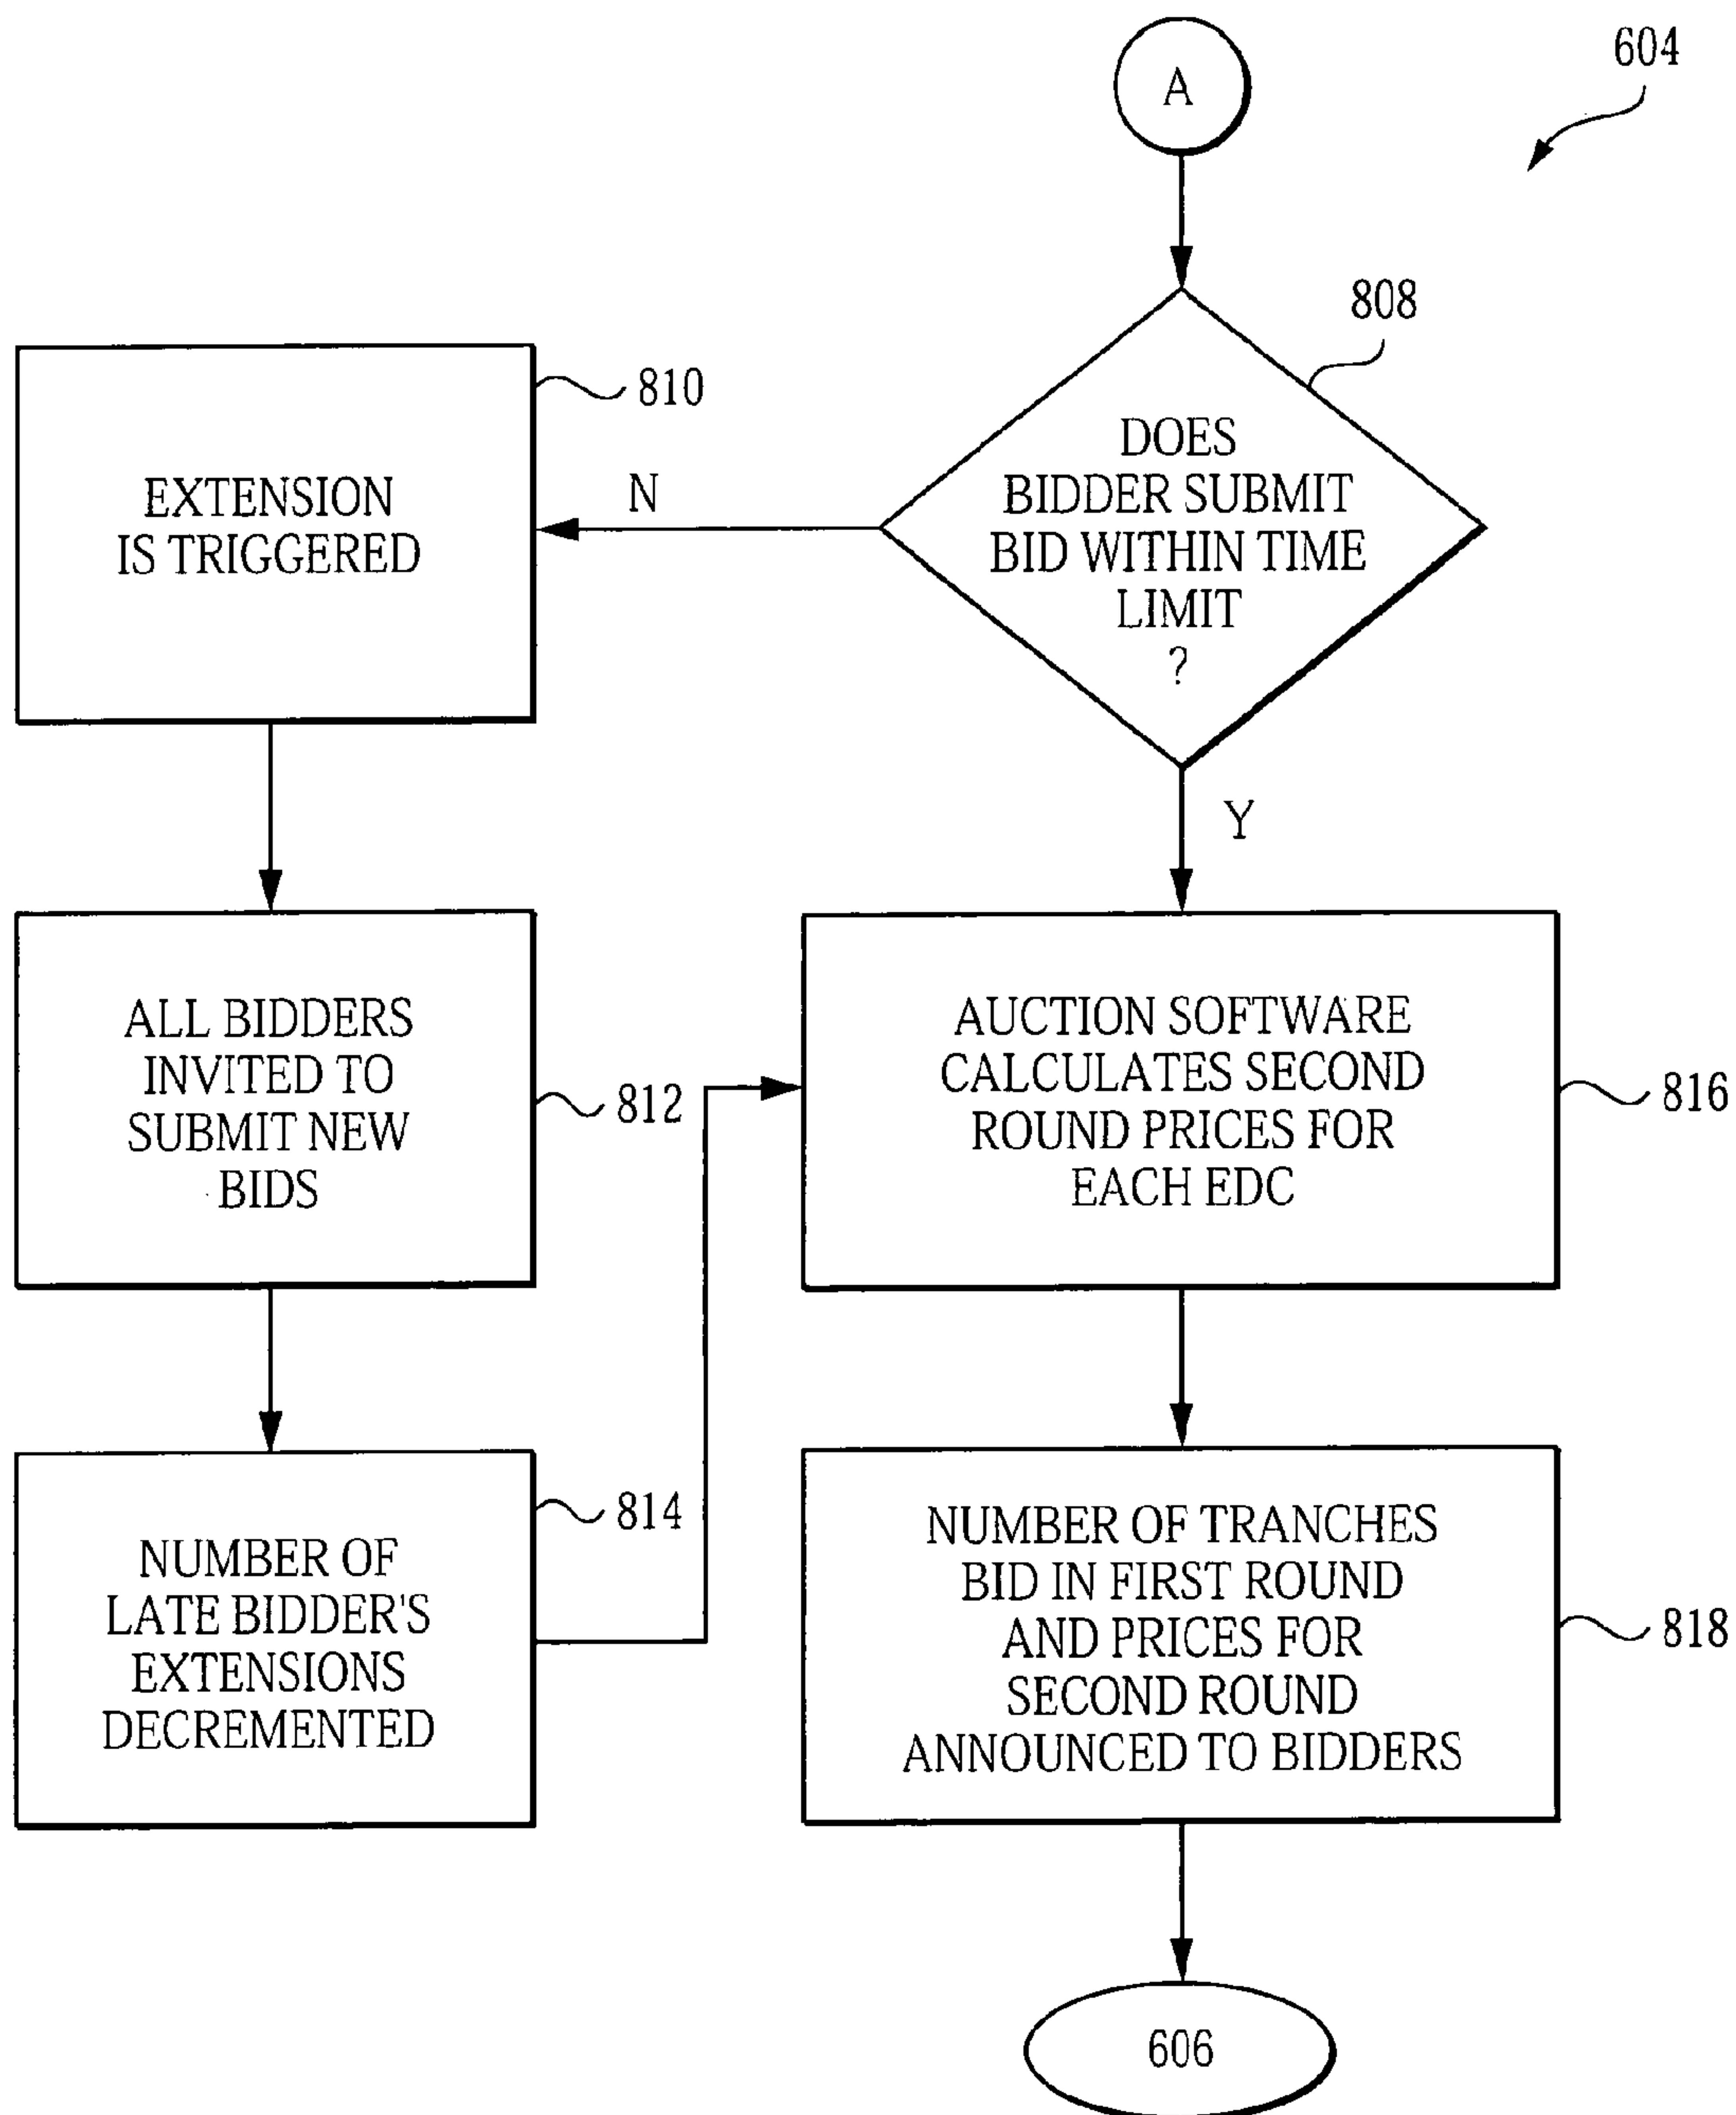 A
604
808
DOES
BIDDER SUBMIT
BID WITHIN TIME
LIMIT
?
N
Y
810
EXTENSION
IS TRIGGERED
ALL BIDDERS
INVITED TO
SUBMIT NEW
BIDS
812
NUMBER OF
LATE BIDDER'S
EXTENSIONS
DECREMENTED
814
AUCTION SOFTWARE
CALCULATES SECOND
ROUND PRICES FOR
EACH EDC
816
NUMBER OF TRANCHES
BID IN FIRST ROUND
AND PRICES FOR
SECOND ROUND
ANNOUNCED TO BIDDERS
818
606